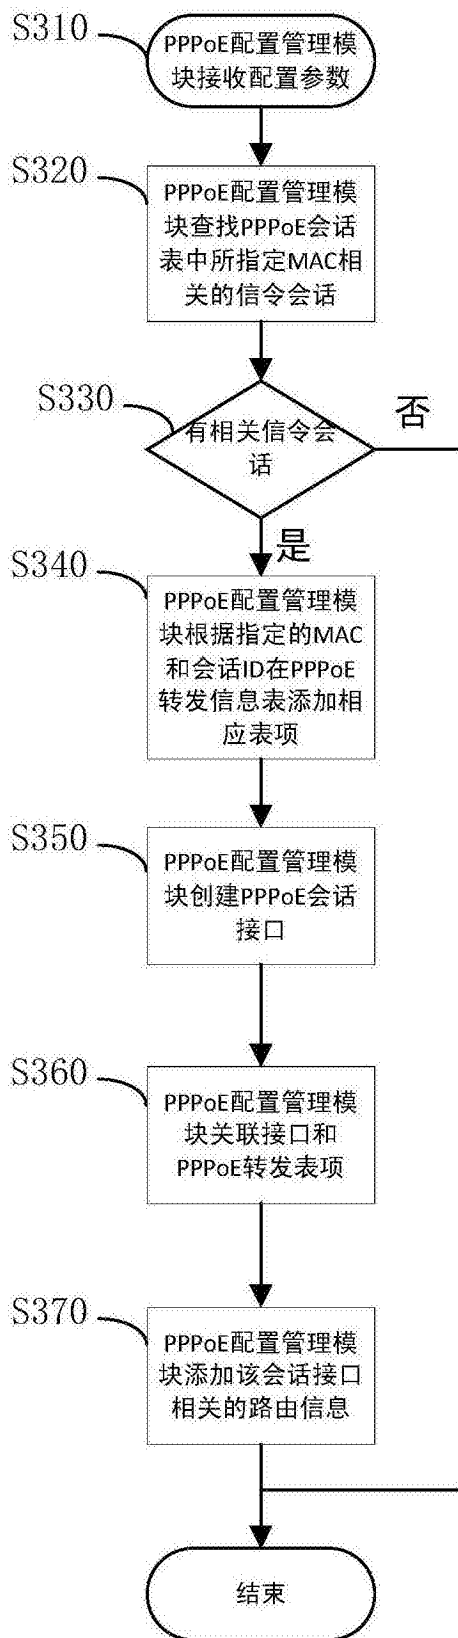 S310
PPPoE配置管理模
块接收配置参数
S320
PPPoE配置管理模
块查找PPPoE会话
表中所指定MAC相
关的信令会话
S330
有相关信令会
话
否
是
S340
PPPoE配置管理模
块根据指定的MAC
和会话ID在PPPoE
转发信息表添加相
应表项
S350
PPPoE配置管理模
块创建PPPoE会话
接口
S360
PPPoE配置管理模
块关联接口和
PPPoE转发表项
S370
PPPoE配置管理模
块添加该会话接口
相关的路由信息
结束